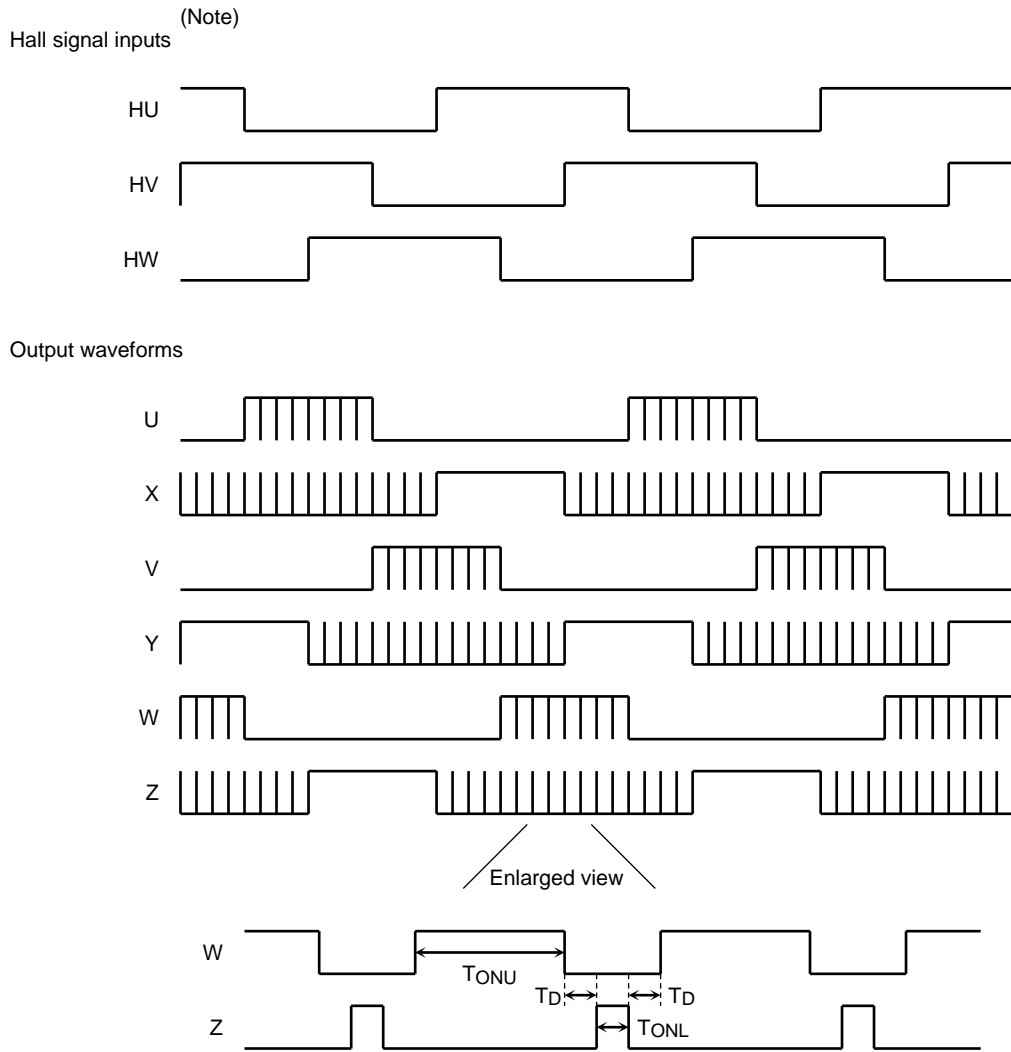 (Note)
Hall signal inputs
HU
HV
HW
Output waveforms
U
X
V
Y
W
Z
Enlarged view
W
TONU
TD
TD
Z
TONL